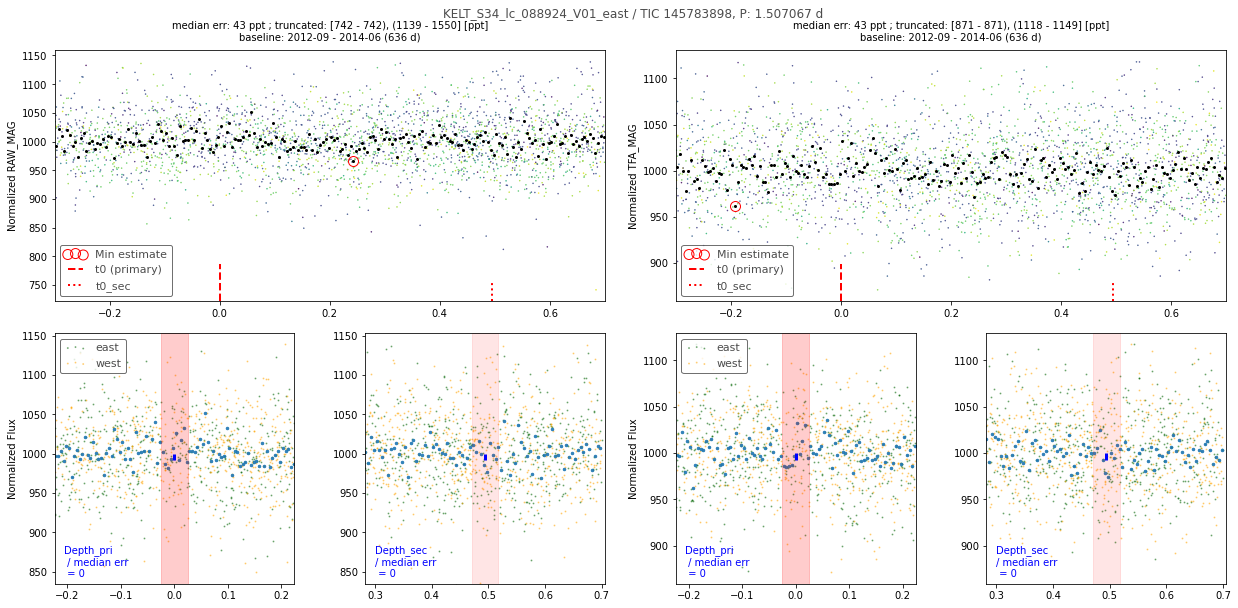 KELT_S34_lc_088924_V01_east / TIC 145783898, P: 1.507067 d
median err: 43 ppt ; truncated: [742 - 742), (1139 - 1550] [ppt]
baseline: 2012-09 - 2014-06 (636 d)
Normalized RAW_MAG
1150
1100
1050
1000
950
900
850
800
750
Min estimate
t0 (primary)
t0_sec
−0.2
0.0
0.2
0.4
0.6
median err: 43 ppt ; truncated: [871 - 871), (1118 - 1149] [ppt]
baseline: 2012-09 - 2014-06 (636 d)
Normalized TFA_MAG
1100
1050
1000
950
900
Min estimate
t0 (primary)
t0_sec
−0.2
0.0
0.2
0.4
0.6
Normalized Flux
1150
1100
1050
1000
950
900
850
east
west
Depth_pri
/ median err
= 0
−0.2
−0.1
0.0
0.1
0.2
1150
1100
1050
1000
950
900
850
Depth_sec
/ median err
= 0
0.3
0.4
0.5
0.6
0.7
Normalized Flux
1100
1050
1000
950
900
east
west
Depth_pri
/ median err
= 0
−0.2
−0.1
0.0
0.1
0.2
1100
1050
1000
950
900
Depth_sec
/ median err
= 0
0.3
0.4
0.5
0.6
0.7